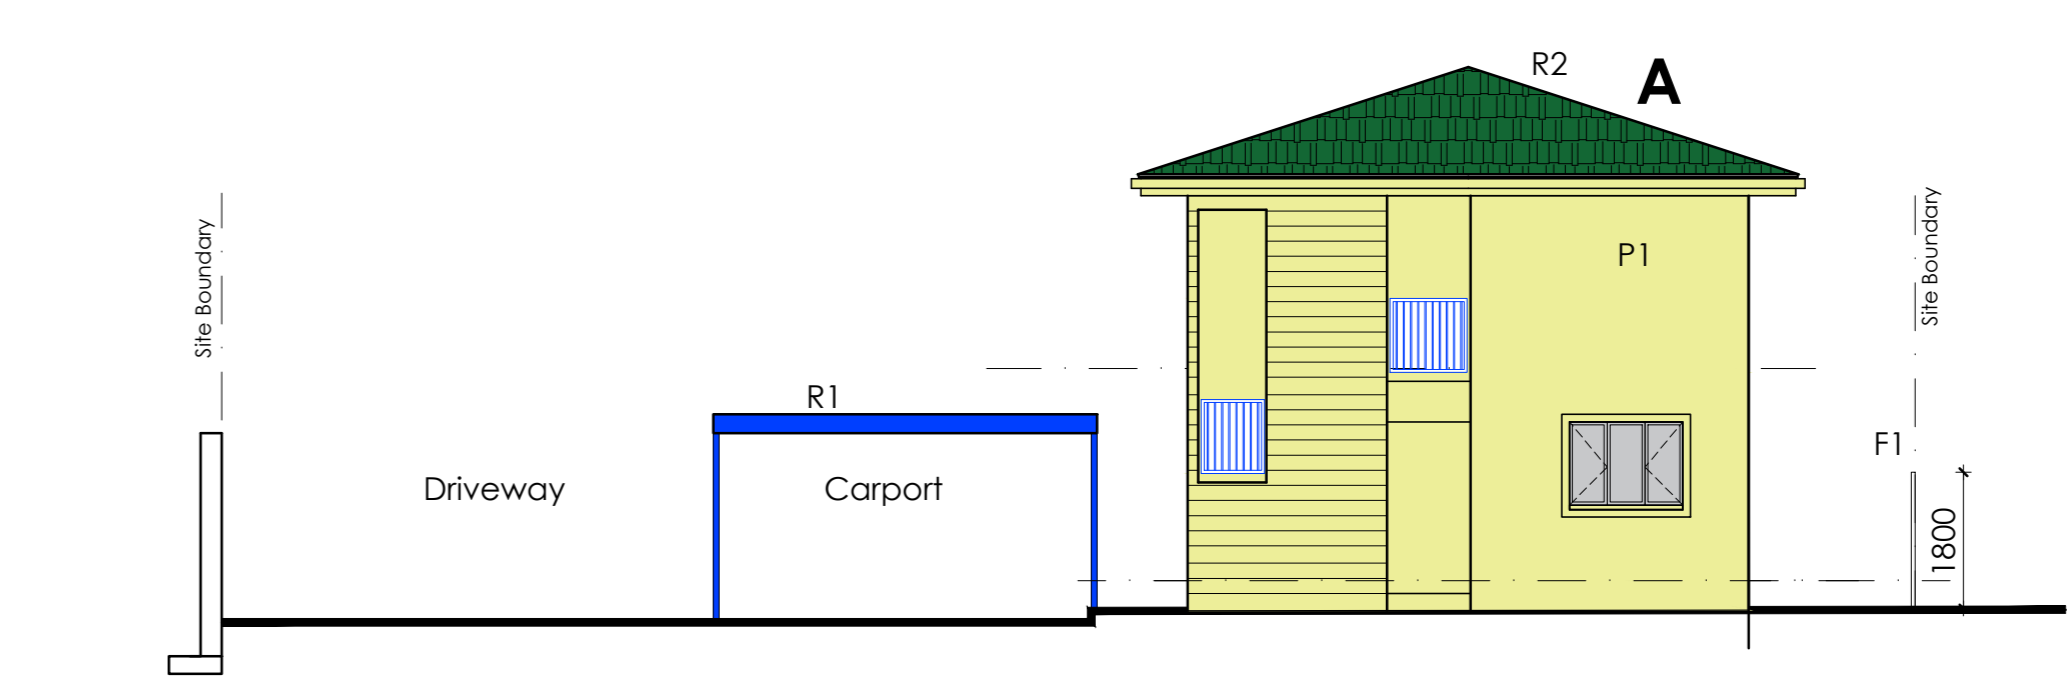 R2
A
Site Boundary
Site Boundary
P1
R1
F1
Driveway
Carport
1800